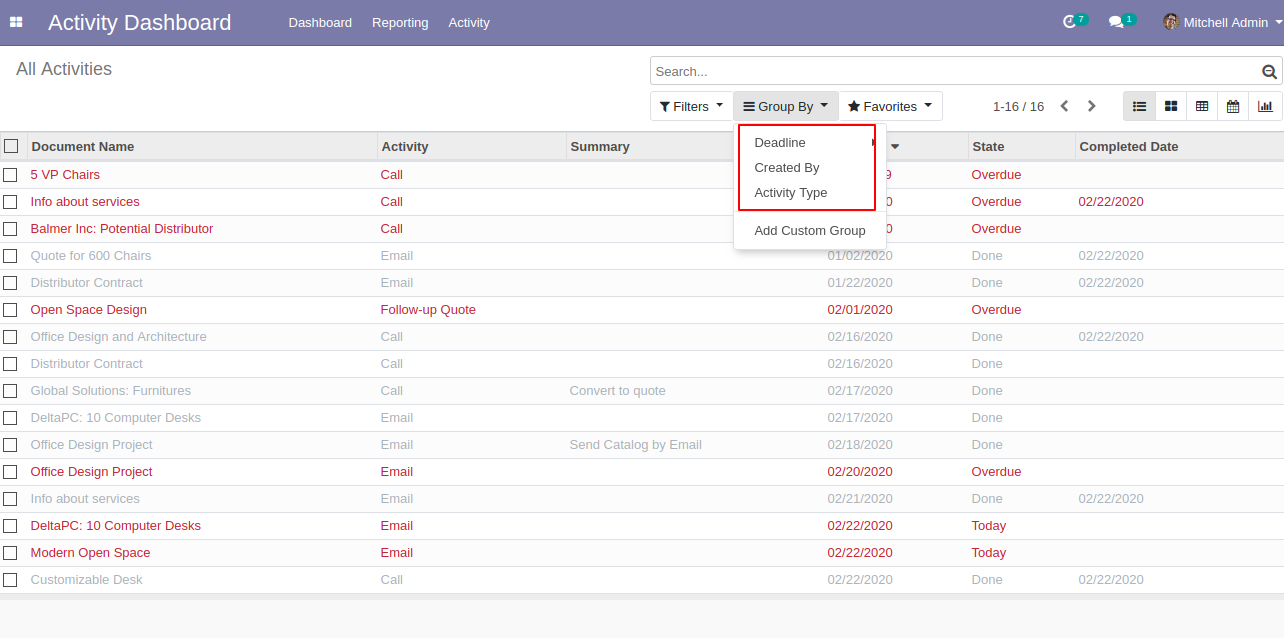 Activity Dashboard Dashboard Reporting Activity 7 1 Mitchell Admin
All Activities
Search...
Filters Group By Favorites 1-16 / 16
Deadline
Created By
Activity Type
Add Custom Group
Document Name Activity Summary State Completed Date
5 VP Chairs Call 9 Overdue
Info about services Call 0 Overdue 02/22/2020
Balmer Inc: Potential Distributor Call 0 Overdue
Quote for 600 Chairs Email 01/02/2020 Done 02/22/2020
Distributor Contract Email 01/22/2020 Done 02/22/2020
Open Space Design Follow-up Quote 02/01/2020 Overdue
Office Design and Architecture Call 02/16/2020 Done 02/22/2020
Distributor Contract Call 02/16/2020 Done
Global Solutions: Furnitures Call Convert to quote 02/17/2020 Done
DeltaPC: 10 Computer Desks Email 02/17/2020 Done
Office Design Project Email Send Catalog by Email 02/18/2020 Done
Office Design Project Email 02/20/2020 Overdue
Info about services Email 02/21/2020 Done 02/22/2020
DeltaPC: 10 Computer Desks Email 02/22/2020 Today
Modern Open Space Email 02/22/2020 Today
Customizable Desk Call 02/22/2020 Done 02/22/2020